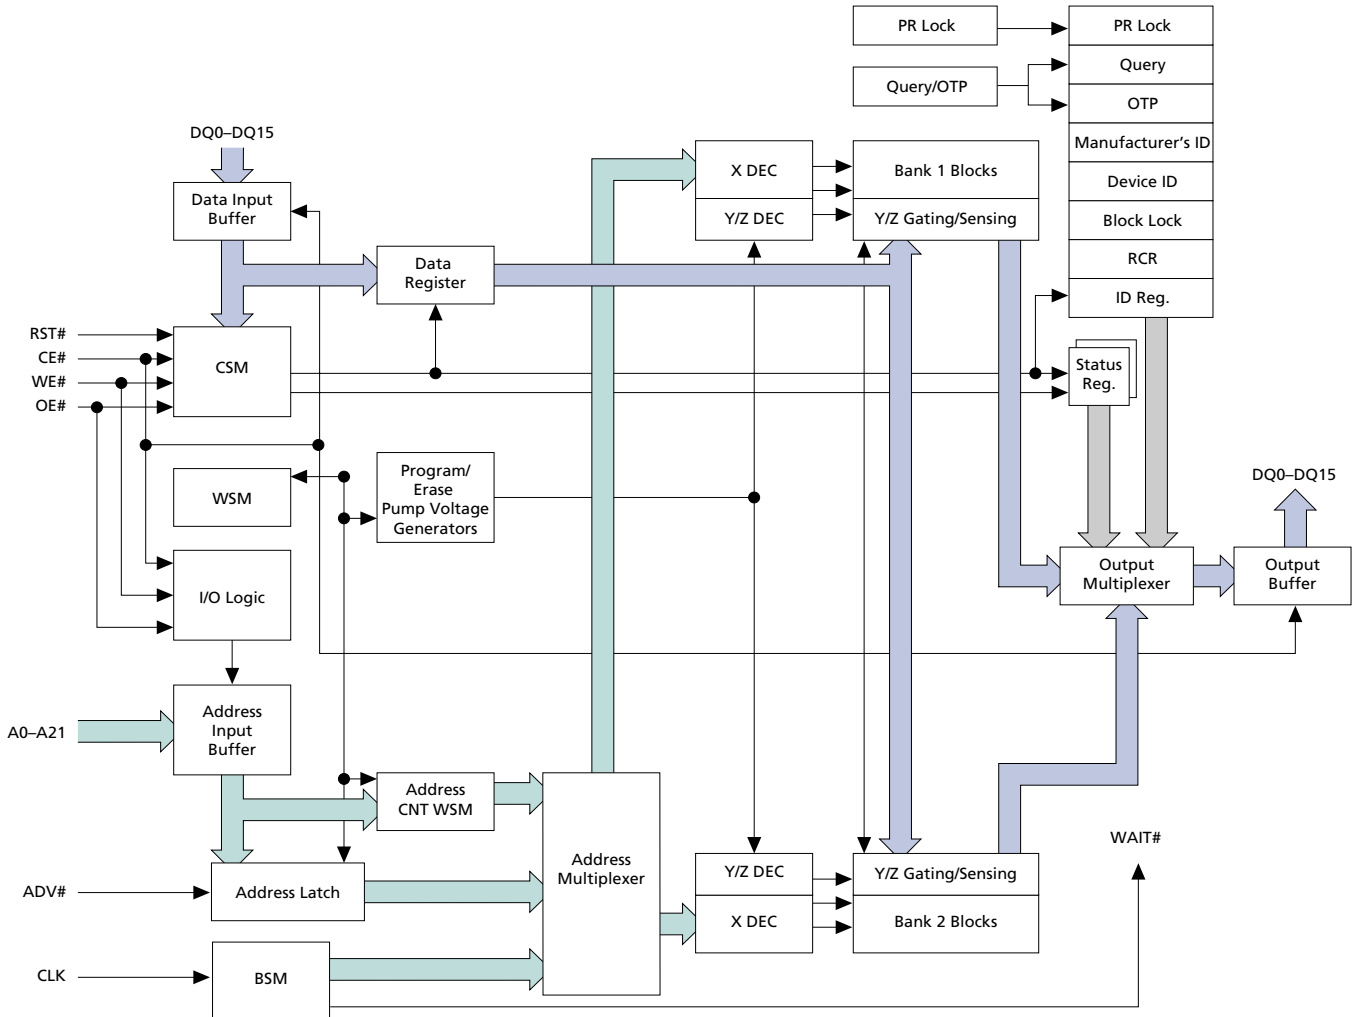 PR Lock
PR Lock
Query/OTP
Query
OTP
Manufacturer's ID
Device ID
Block Lock
RCR
ID Reg.
DQ0–DQ15
Data Input
Buffer
X DEC
Y/Z DEC
Bank 1 Blocks
Y/Z Gating/Sensing
Data
Register
RST#
CE#
WE#
OE#
CSM
Status
Reg.
WSM
Program/
Erase
Pump Voltage
Generators
DQ0–DQ15
I/O Logic
Output
Multiplexer
Output
Buffer
A0–A21
Address
Input
Buffer
Address
CNT WSM
Address
Multiplexer
WAIT#
ADV#
Address Latch
Y/Z DEC
X DEC
Y/Z Gating/Sensing
Bank 2 Blocks
CLK
BSM